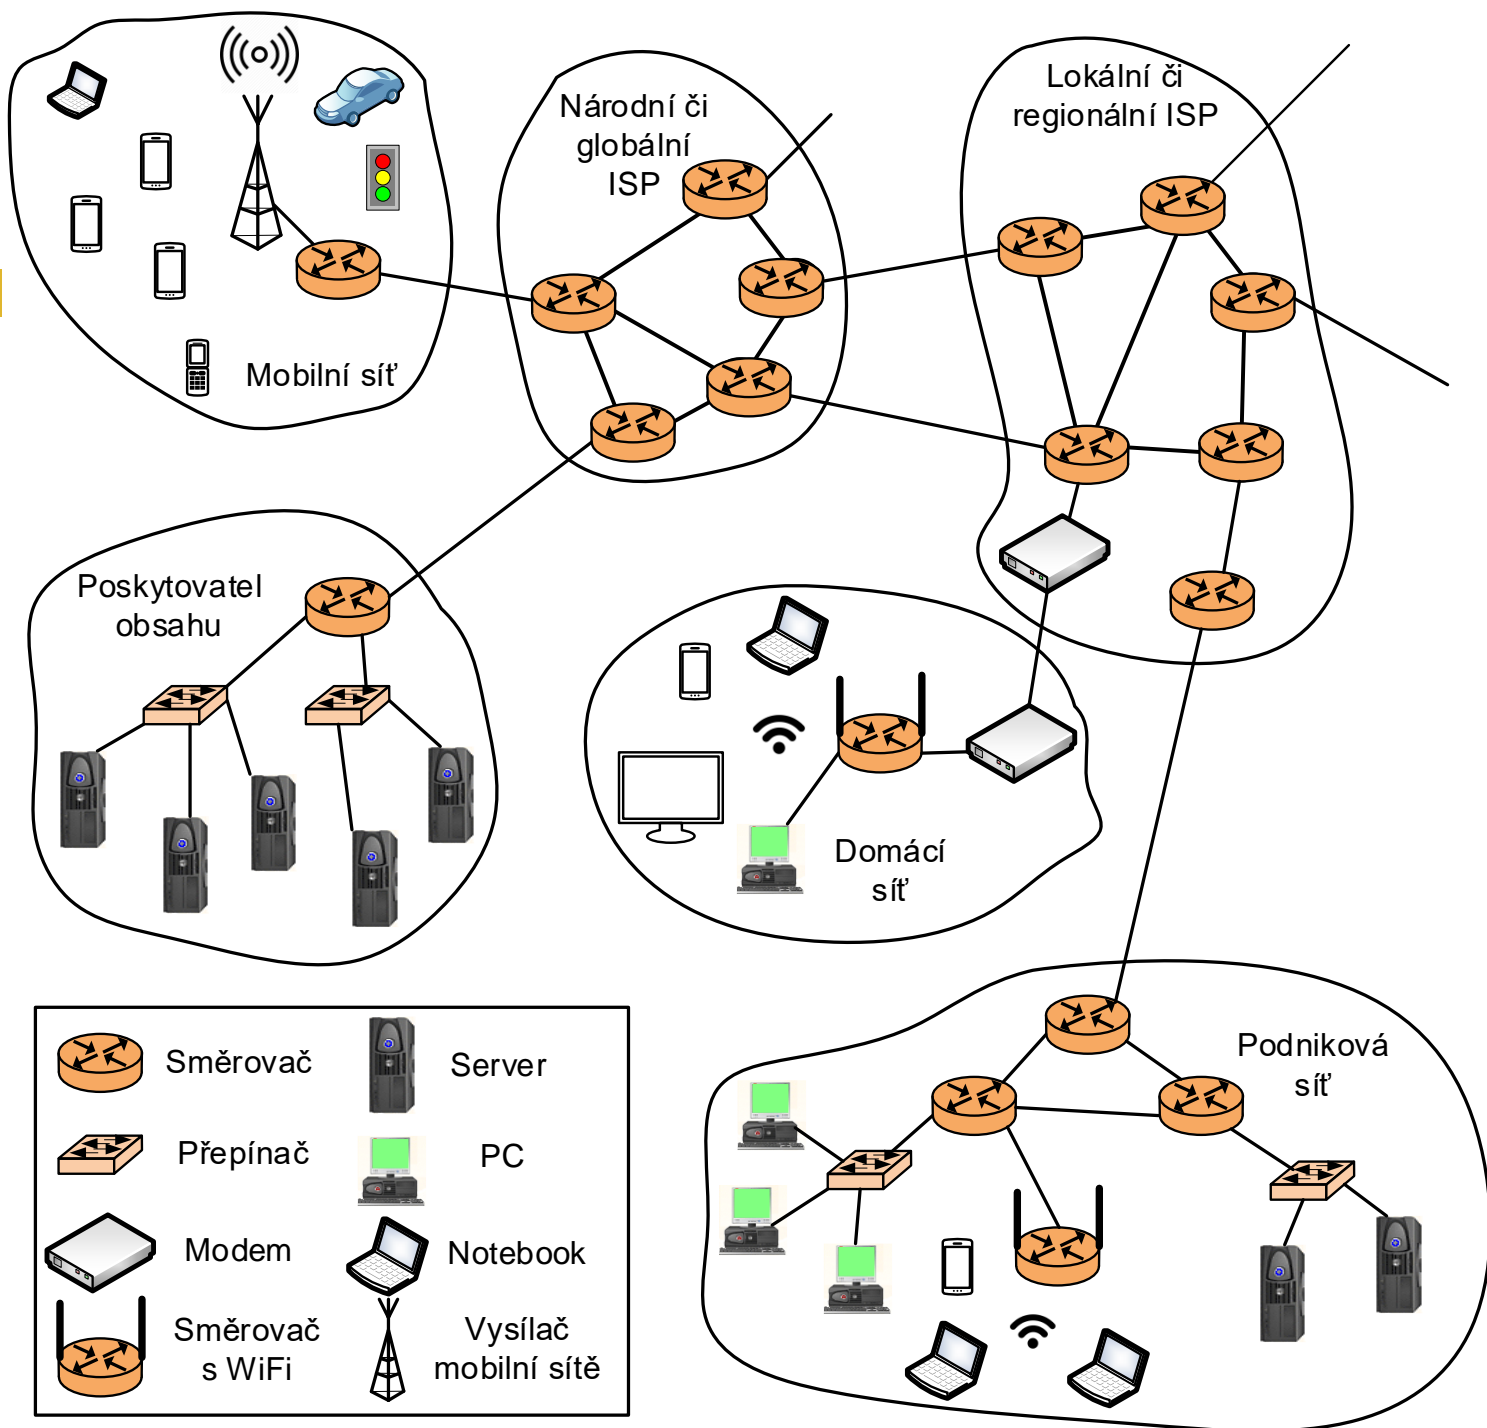 Národní či
globální
ISP
Lokální či
regionální ISP
Mobilní síť
Poskytovatel
obsahu
Domácí
síť
Podniková
síť
Směrovač
Server
Přepínač
PC
Modem
Notebook
Směrovač
s WiFi
Vysílač
mobilní sítě